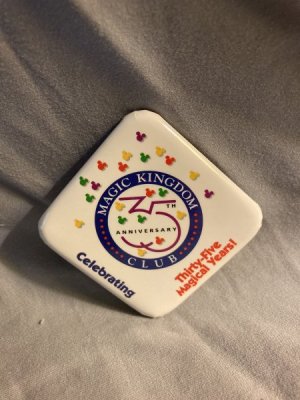 MAGIC KINGDOM
35TH
ANNIVERSARY
CLUB
Celebrating
Thirty-five
Magical Years!